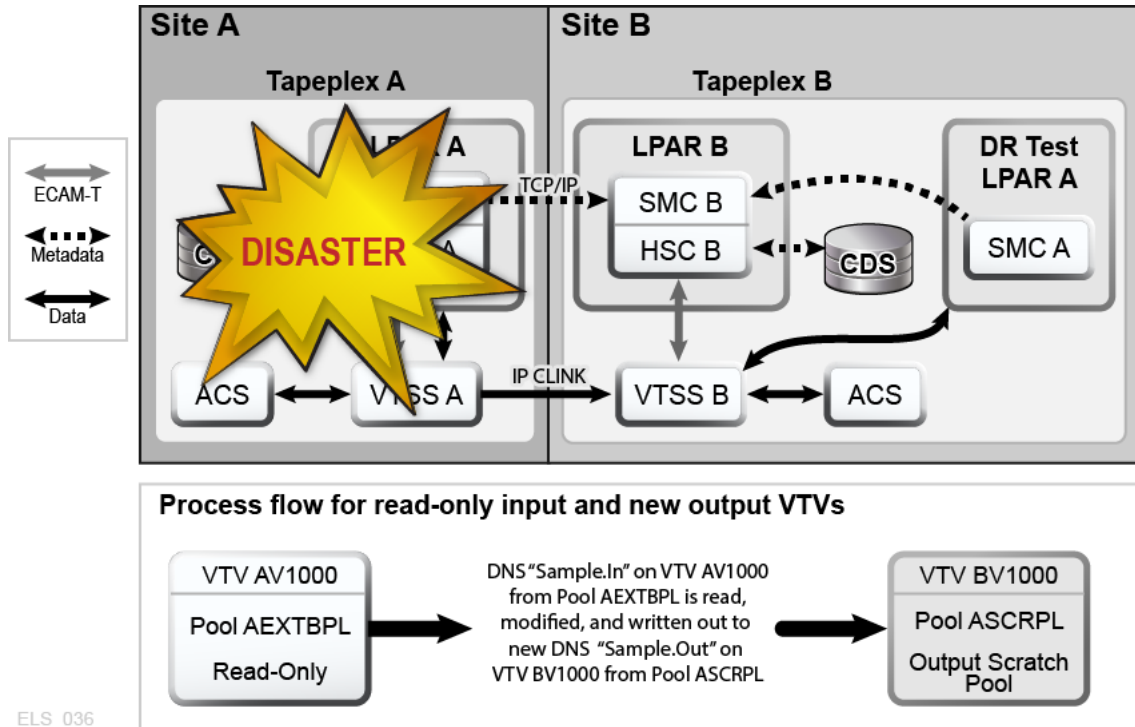 Site A
Site B
Tapeplex A
Tapeplex B
ECAM-T
Metadata
Data
A
DISASTER
C
A
ACS
VTSS A
TCP/IP
IP CLINK
LPAR B
SMC B
HSC B
CDS
DR Test
LPAR A
SMC A
VTSS B
ACS
Process flow for read-only input and new output VTVs
VTV AV1000
Pool AEXTBPL
Read-Only
DNS “Sample.In” on VTV AV1000
from Pool AEXTBPL is read,
modified, and written out to
new DNS “Sample.Out” on
VTV BV1000 from Pool ASCRPL
VTV BV1000
Pool ASCRPL
Output Scratch
Pool
ELS_036